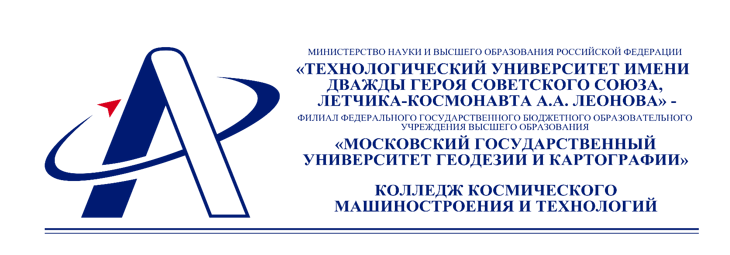 МИНИСТЕРСТВО НАУКИ И ВЫСШЕГО ОБРАЗОВАНИЯ РОССИЙСКОЙ ФЕДЕРАЦИИ
«ТЕХНОЛОГИЧЕСКИЙ УНИВЕРСИТЕТ ИМЕНИ
ДВАЖДЫ ГЕРОЯ СОВЕТСКОГО СОЮЗА,
ЛЕТЧИКА-КОСМОНАВТА А.А. ЛЕОНОВА» -
ФИЛИАЛ ФЕДЕРАЛЬНОГО ГОСУДАРСТВЕННОГО БЮДЖЕТНОГО ОБРАЗОВАТЕЛЬНОГО
УЧРЕЖДЕНИЯ ВЫСШЕГО ОБРАЗОВАНИЯ
«МОСКОВСКИЙ ГОСУДАРСТВЕННЫЙ
УНИВЕРСИТЕТ ГЕОДЕЗИИ И КАРТОГРАФИИ»
КОЛЛЕДЖ КОСМИЧЕСКОГО
МАШИНОСТРОЕНИЯ И ТЕХНОЛОГИЙ